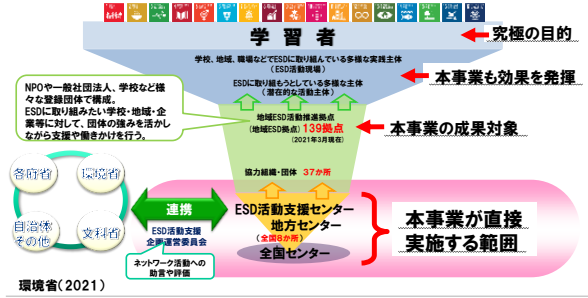 学習者
究極の目的
学校、地域、職場などでESDに取り組んでいる多様な実践主体
（ESD活動現場）
本事業も効果を発揮
ESDに取り組もうとしている多様な主体
（潜在的な活動主体）
NPOや一般社団法人、学校など様
々な登録団体で構成。
ESDに取り組みたい学校・地域・企
業等に対して、団体の強みを活かし
ながら支援や働きかけを行う。
地域ESD活動推進拠点
（地域ESD拠点）139拠点
（2021年3月現在）
本事業の成果対象
協力組織・団体 37か所
各府省
環境省
自治体
その他
文科省
連携
ESD活動支援
企画運営委員会
ネットワーク活動への
助言や評価
ESD活動支援センター
地方センター
（全国8か所）
全国センター
本事業が直接
実施する範囲
環境省（2021）